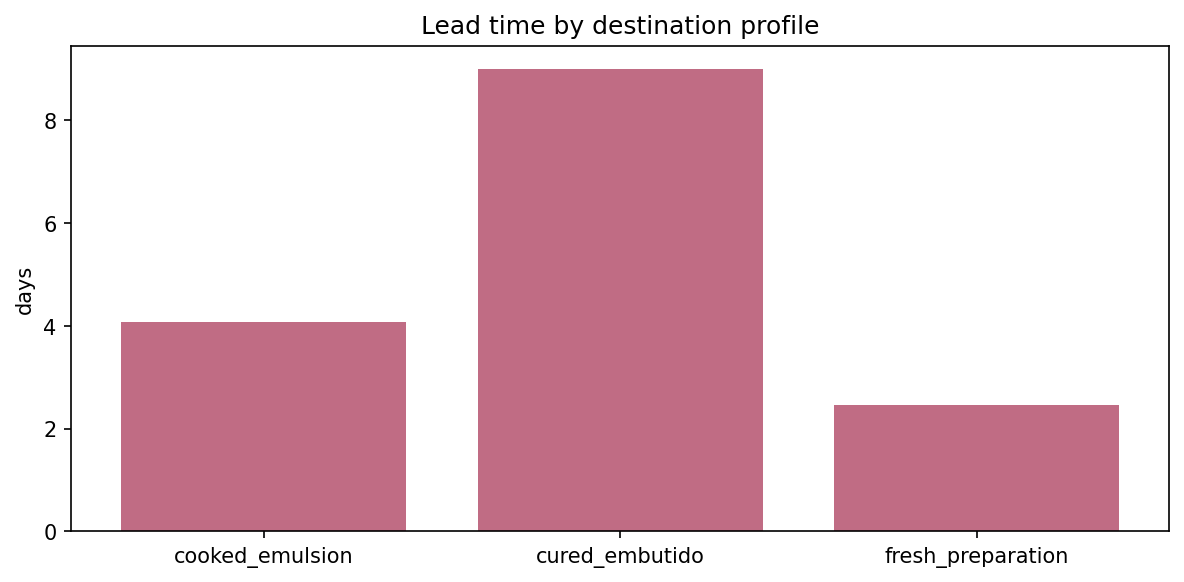 Lead time by destination profile
8
6
4
2
0
days
cooked_emulsion
cured_embutido
fresh_preparation